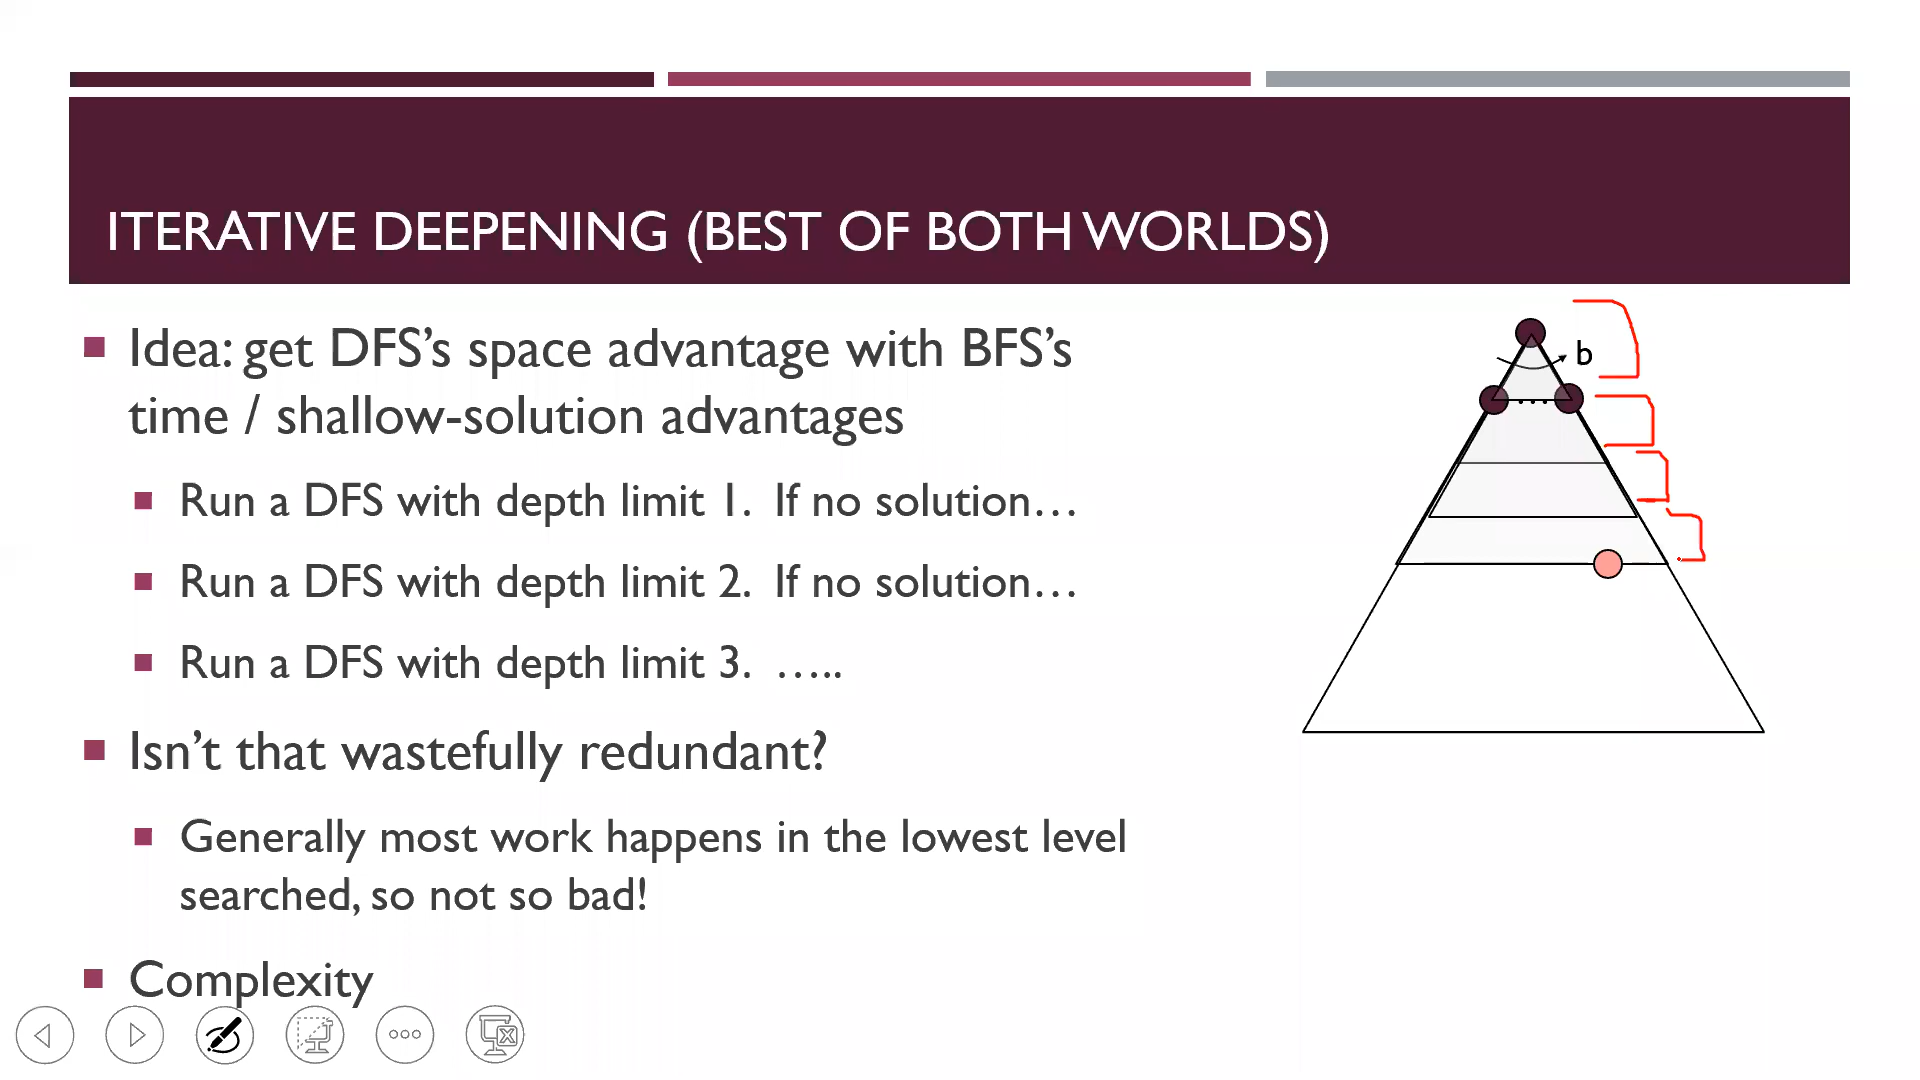 ITERATIVE DEEPENING (BEST OF BOTH WORLDS)
Idea: get DFS’s space advantage with BFS’s
time / shallow-solution advantages
Run a DFS with depth limit 1. If no solution…
Run a DFS with depth limit 2. If no solution…
Run a DFS with depth limit 3. …..
Isn’t that wastefully redundant?
Generally most work happens in the lowest level
searched, so not so bad!
Complexity
b
…